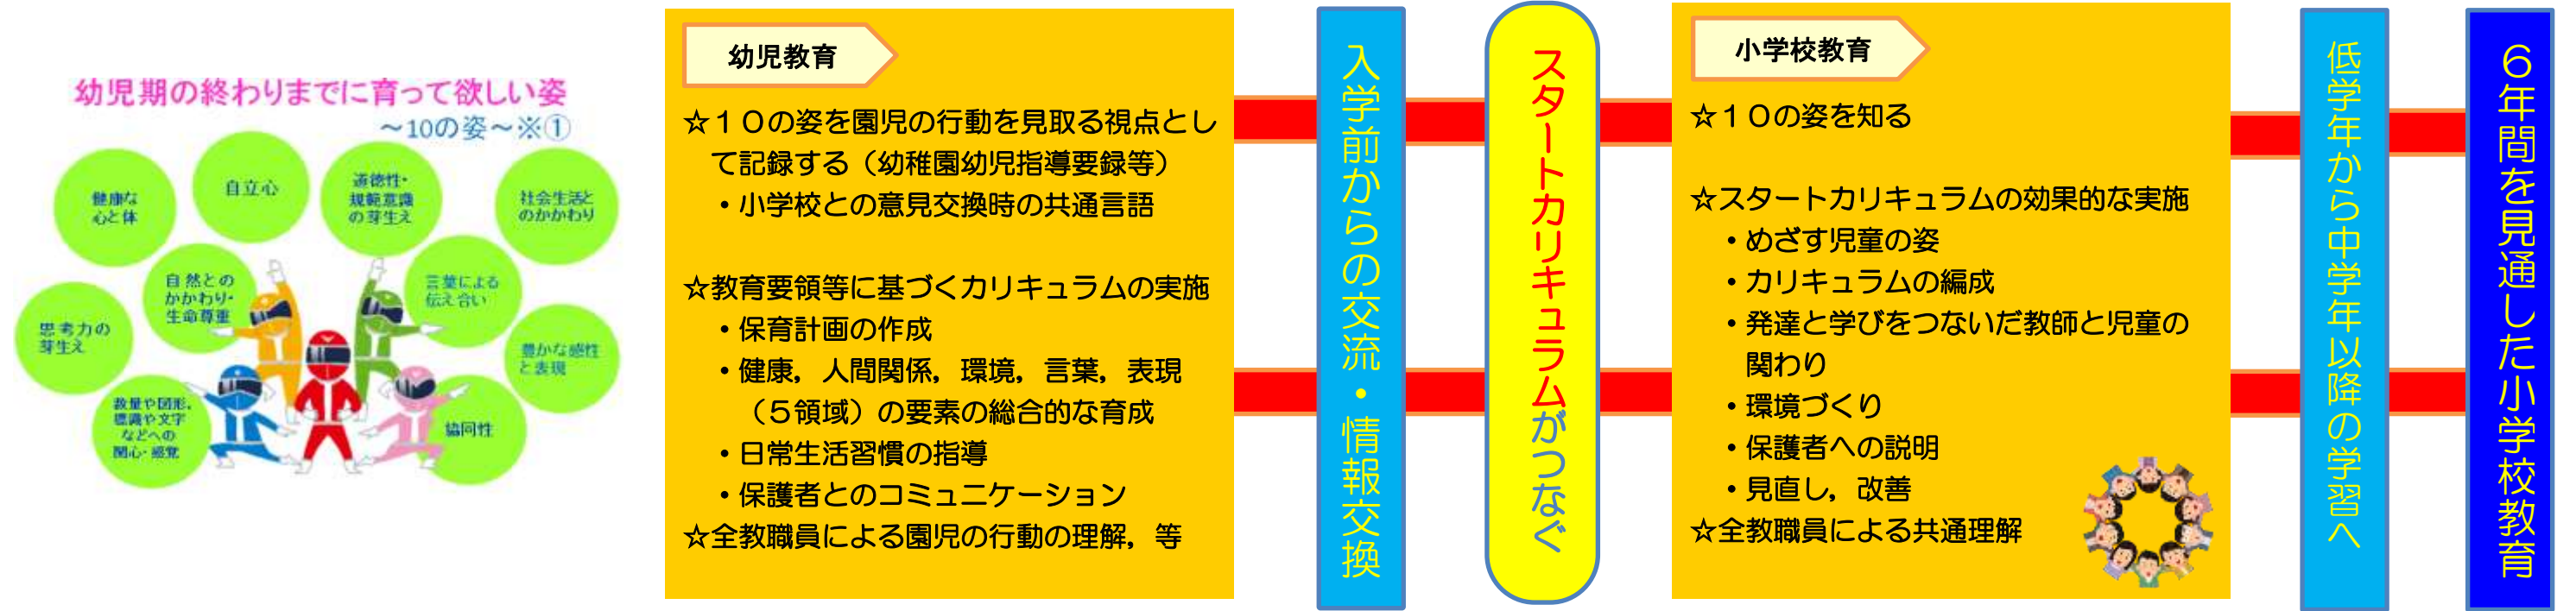 幼児期の終わりまでに育って欲しい姿
～10の姿～※①
健康な
心と体
自立心
道徳性・
規範意識
の芽生え
社会生活と
のかかわり
自然との
かかわり・
生命尊重
言葉による
伝え合い
思考力の
芽生え
豊かな感性
と表現
数量や図形、
標識や文字
などへの
関心・感覚
協同性
幼児教育
☆１０の姿を園児の行動を見取る視点とし
て記録する（幼稚園幼児指導要録等）
・小学校との意見交換時の共通言語
☆教育要領等に基づくカリキュラムの実施
・保育計画の作成
・健康，人間関係，環境，言葉，表現
（５領域）の要素の総合的な育成
・日常生活習慣の指導
・保護者とのコミュニケーション
☆全教職員による園児の行動の理解，等
入学前からの交流・情報交換
スタートカリキュラムがつなぐ
小学校教育
☆１０の姿を知る
☆スタートカリキュラムの効果的な実施
・めざす児童の姿
・カリキュラムの編成
・発達と学びをつないだ教師と児童の
関わり
・環境づくり
・保護者への説明
・見直し，改善
☆全教職員による共通理解
低学年から中学年以降の学習へ
６年間を見通した小学校教育